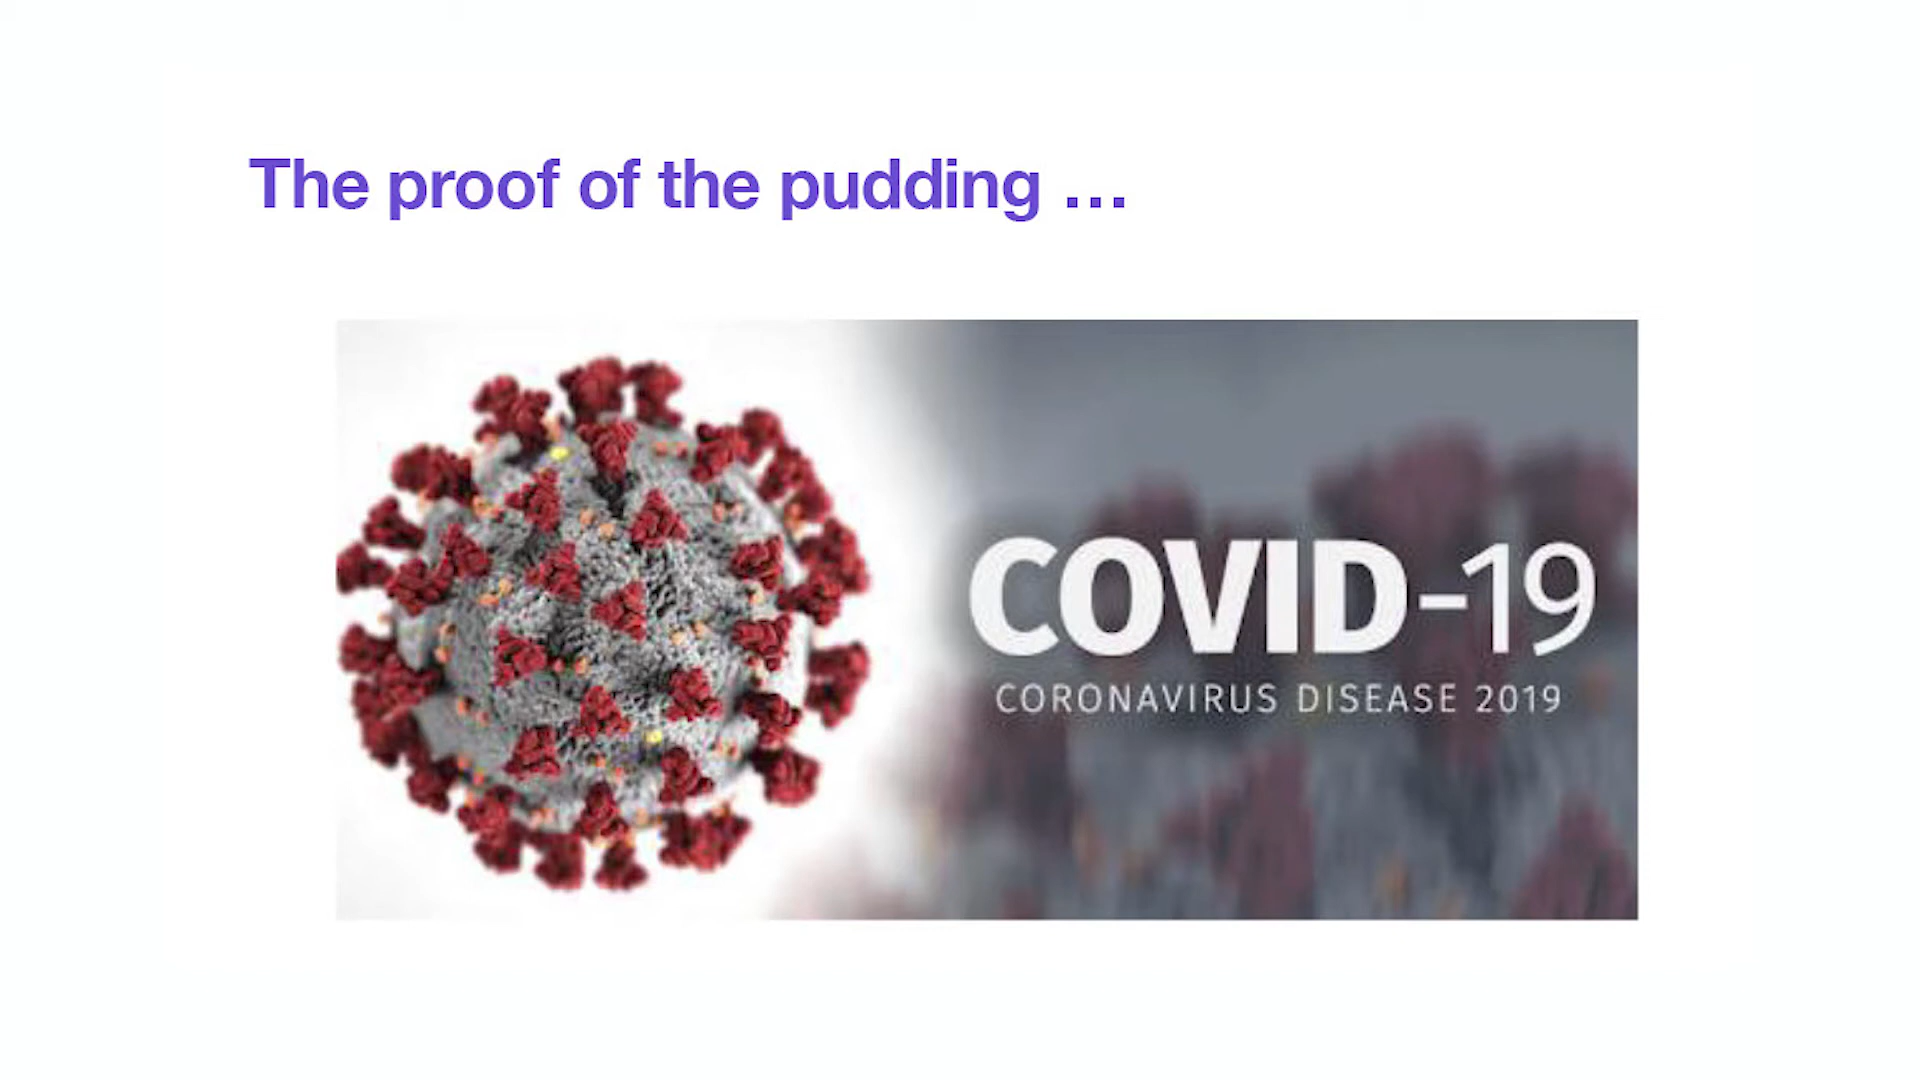 The proof of the pudding …
COVID-19
CORONAVIRUS DISEASE 2019